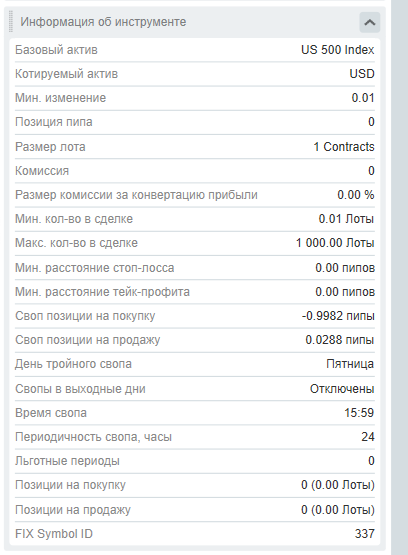 Информация об инструменте
Базовый актив US 500 Index
Котируемый актив USD
Мин. изменение 0.01
Позиция пипа 0
Размер лота 1 Contracts
Комиссия 0
Размер комиссии за конвертацию прибыли 0.00 %
Мин. кол-во в сделке 0.01 Лоты
Макс. кол-во в сделке 1 000.00 Лоты
Мин. расстояние стоп-лосса 0.00 пипов
Мин. расстояние тейк-профита 0.00 пипов
Своп позиции на покупку -0.9982 пипы
Своп позиции на продажу 0.0288 пипы
День тройного свопа Пятница
Свопы в выходные дни Отключены
Время свопа 15:59
Периодичность свопа, часы 24
Льготные периоды 0
Позиции на покупку 0 (0.00 Лоты)
Позиции на продажу 0 (0.00 Лоты)
FIX Symbol ID 337